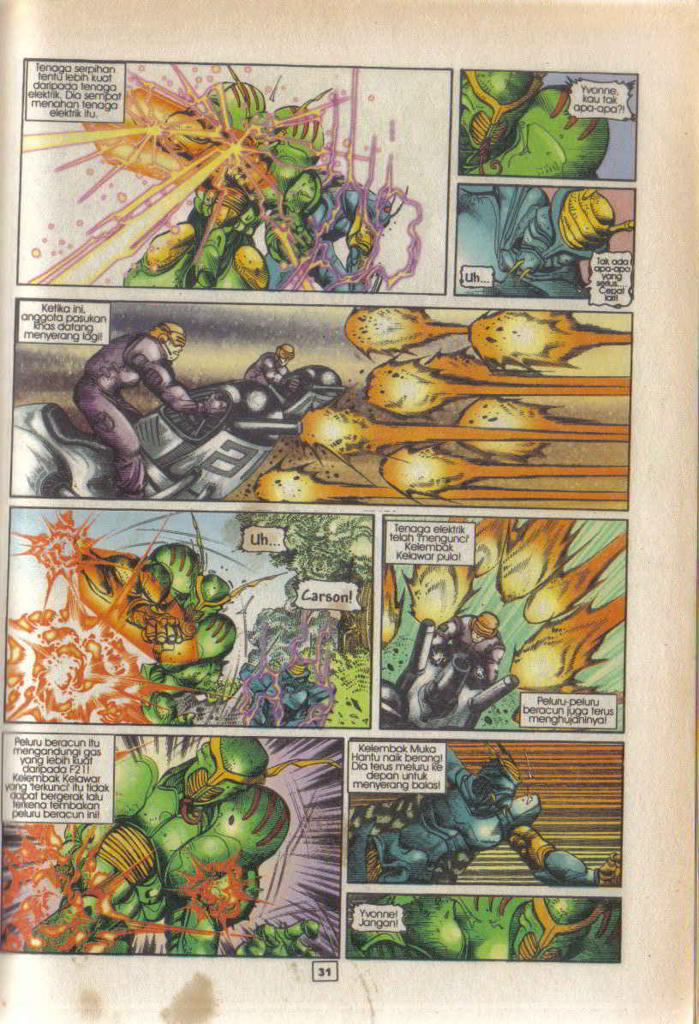 Tenaga serpihan
tentu lebih kuat
daripada tenaga
elektrik. Dia sempat
menahan tenaga
elektrik itu.
Yvonne,
kau tak
apa-apa?!
Uh...
Tak ada
apa-apa
yang
serius...
Cepat
lari!
Ketika ini,
anggota pasukan
khas datang
menyerang lagi!
2
Uh...
Carson!
Tenaga elektrik
telah 'mengunci'
Kelembak
Kelawar pula!
Peluru-peluru
beracun juga terus
menghujaninya!
Peluru beracun itu
mengandungi gas
yang lebih kuat
daripada F21!
Kelembak Kelawar
yang 'terkunci' itu tidak
dapat bergerak lalu
terkena tembakan
peluru beracun ini!
Kelembak Muka
Hantu naik berang!
Dia terus meluru ke
depan untuk
menyerang balas!
Yvonne!
Jangan!
31